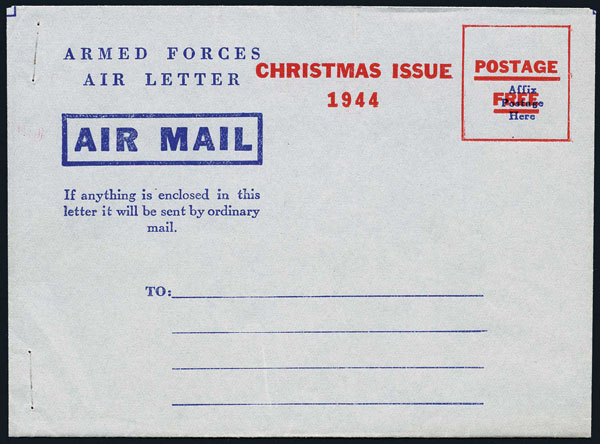 ARMED FORCES
AIR LETTER
CHRISTMAS ISSUE
1944
POSTAGE
FREE
Affix
Postage
Here
AIR MAIL
If anything is enclosed in this
letter it will be sent by ordinary
mail.
TO: